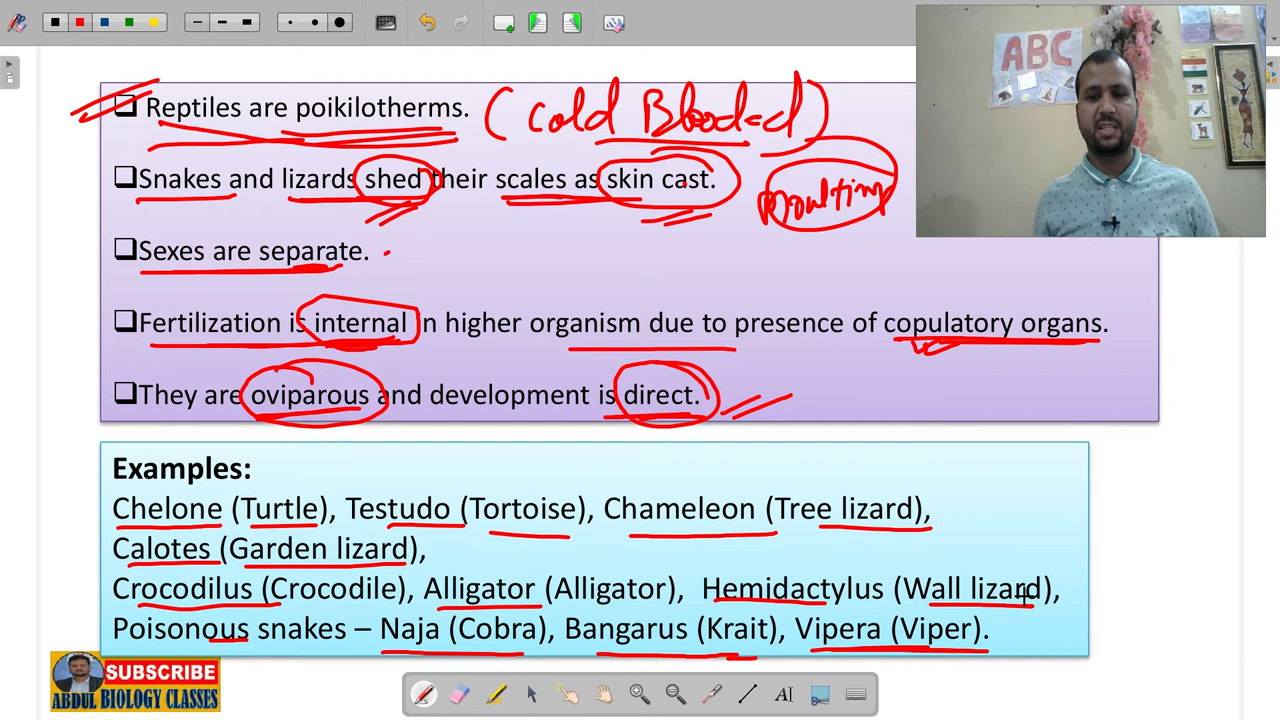 ABC
Reptiles are poikilotherms. (Cold Blooded)
Snakes and lizards shed their scales as skin cast. Moulting
Sexes are separate.
Fertilization is internal in higher organism due to presence of copulatory organs.
They are oviparous and development is direct.
Examples:
Chelone (Turtle), Testudo (Tortoise), Chameleon (Tree lizard),
Calotes (Garden lizard),
Crocodilus (Crocodile), Alligator (Alligator), Hemidactylus (Wall lizard),
Poisonous snakes – Naja (Cobra), Bangarus (Krait), Vipera (Viper).
SUBSCRIBE
ABDUL BIOLOGY CLASSES
AI